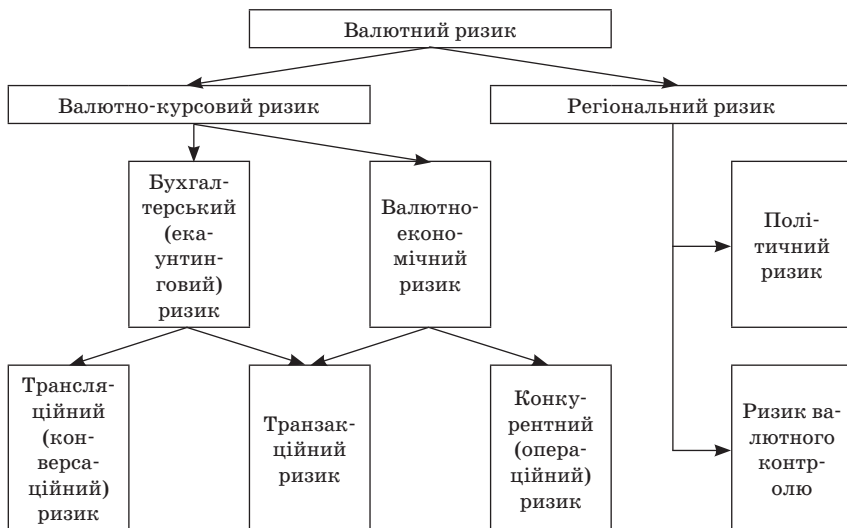 Валютний ризик
Валютно-курсовий ризик
Регіональний ризик
Бухгал-
терський
(ека-
унтин-
говий)
ризик
Валютно-
еконо-
мічний
ризик
Полі-
тичний
ризик
Трансля-
ційний
(кон-
верса-
ційний)
ризик
Транзак-
ційний
ризик
Конку-
рентний
(опера-
ційний)
ризик
Ризик ва-
лютного
контр-
олю